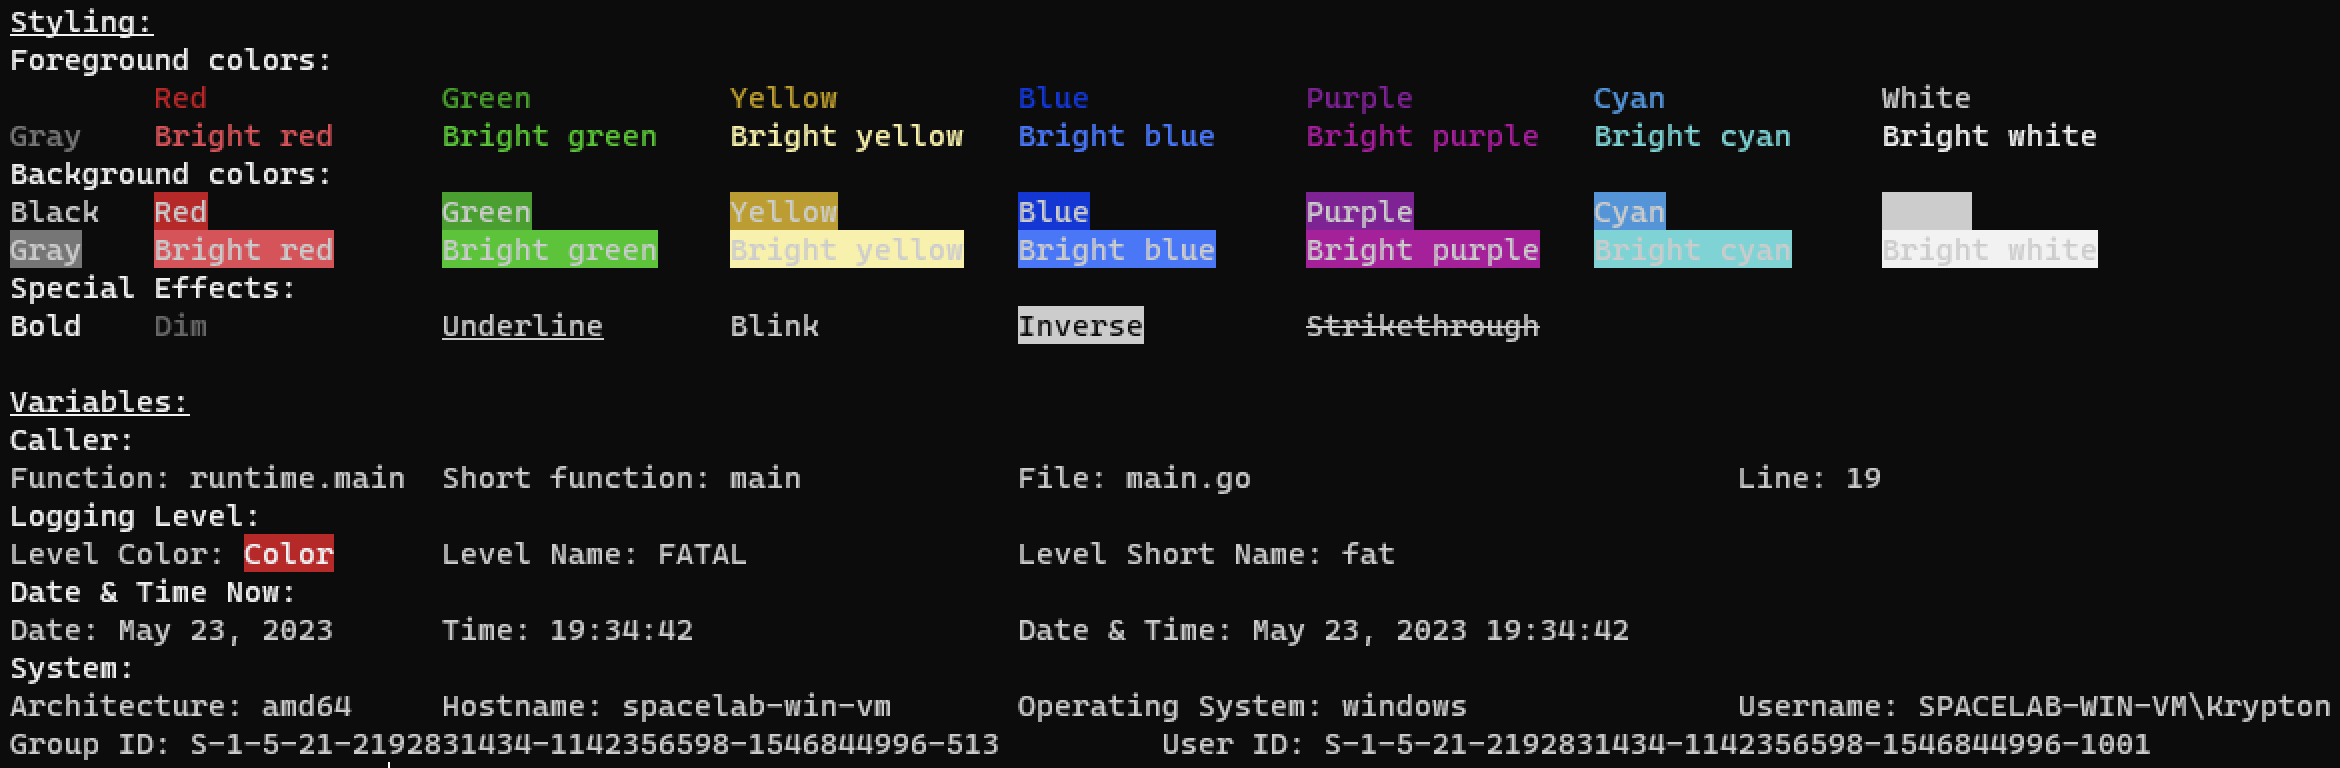 Styling:
Foreground colors:
Red Green Yellow Blue Purple Cyan White
Gray Bright red Bright green Bright yellow Bright blue Bright purple Bright cyan Bright white
Background colors:
Black Red Green Yellow Blue Purple Cyan
Gray Bright red Bright green Bright yellow Bright blue Bright purple Bright cyan Bright white
Special Effects:
Bold Dim Underline Blink Inverse Strikethrough
Variables:
Caller:
Function: runtime.main Short function: main File: main.go Line: 19
Logging Level:
Level Color: Color Level Name: FATAL Level Short Name: fat
Date & Time Now:
Date: May 23, 2023 Time: 19:34:42 Date & Time: May 23, 2023 19:34:42
System:
Architecture: amd64 Hostname: spacelab-win-vm Operating System: windows Username: SPACELAB-WIN-VM\Krypton
Group ID: S-1-5-21-2192831434-1142356598-1546844996-513 User ID: S-1-5-21-2192831434-1142356598-1546844996-1001